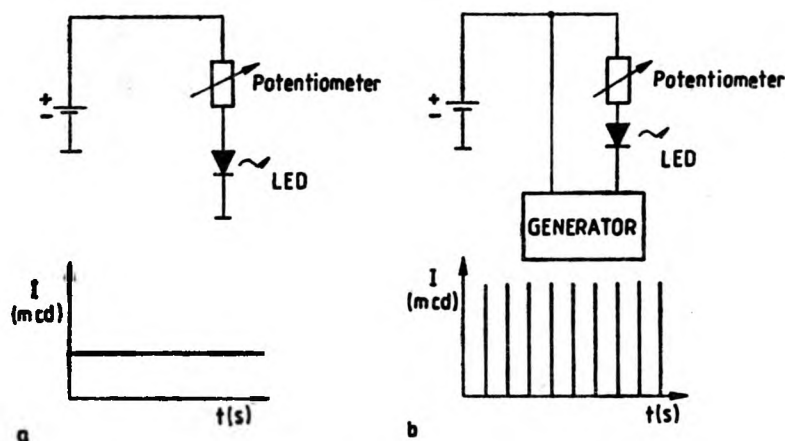 +
-
Potentiometer
LED
I
(mcd)
t(s)
a
+
-
Potentiometer
LED
GENERATOR
I
(mcd)
t(s)
b